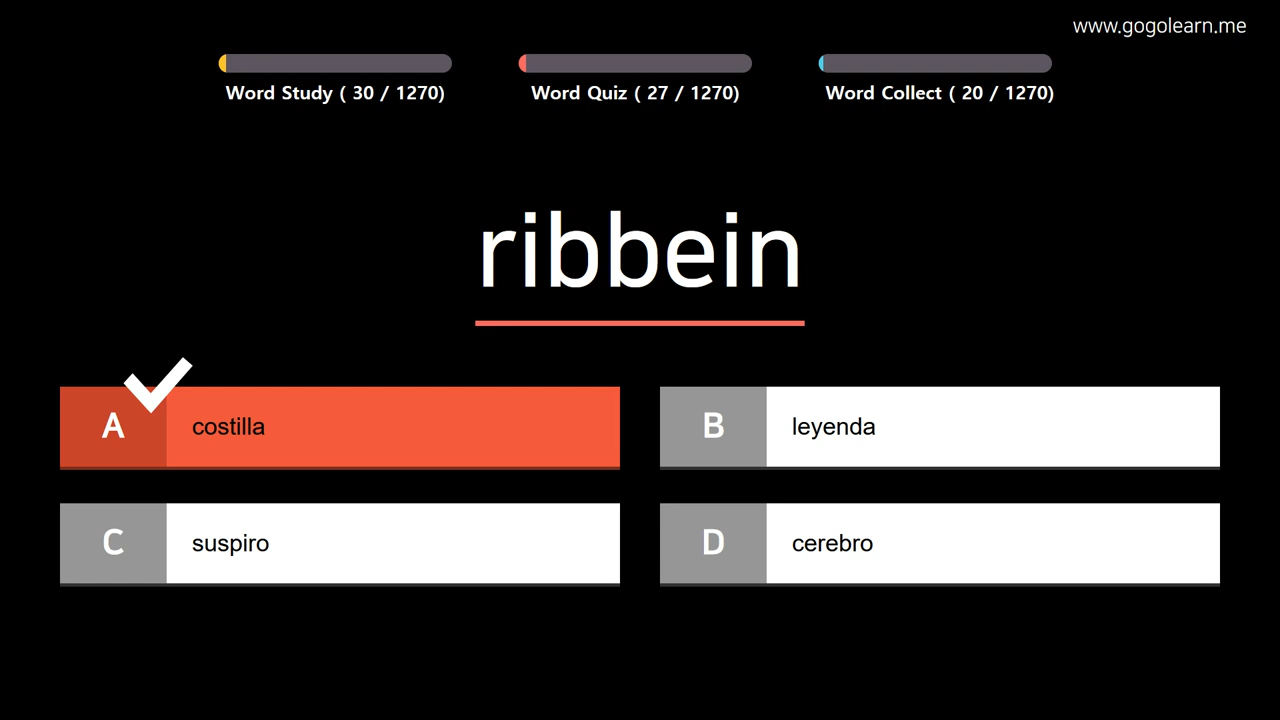 www.gogolearn.me
Word Study ( 30 / 1270)
Word Quiz ( 27 / 1270)
Word Collect ( 20 / 1270)
ribbein
A costilla
B leyenda
C suspiro
D cerebro